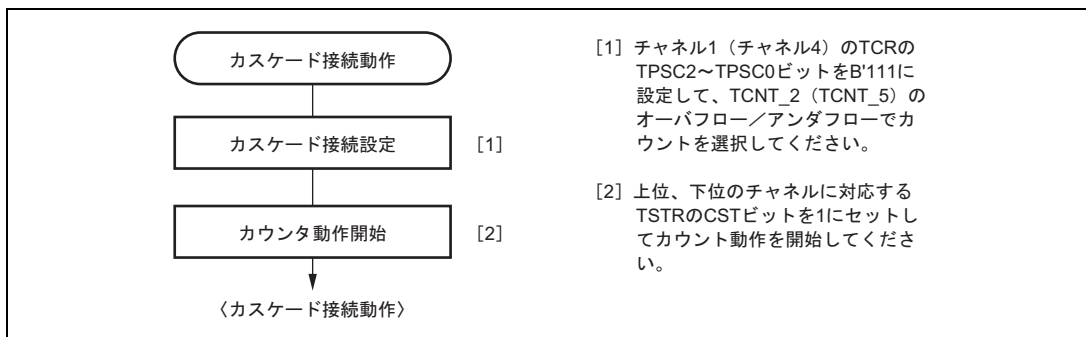 カスケード接続動作
カスケード接続設定
[1]
カウンタ動作開始
[2]
〈カスケード接続動作〉
[1] チャネル1（チャネル4）のTCRの
TPSC2～TPSC0ビットをB'111に
設定して、TCNT_2（TCNT_5）の
オーバフロー／アンダフローでカ
ウントを選択してください。
[2] 上位、下位のチャネルに対応する
TSTRのCSTビットを1にセットし
てカウント動作を開始してくださ
い。